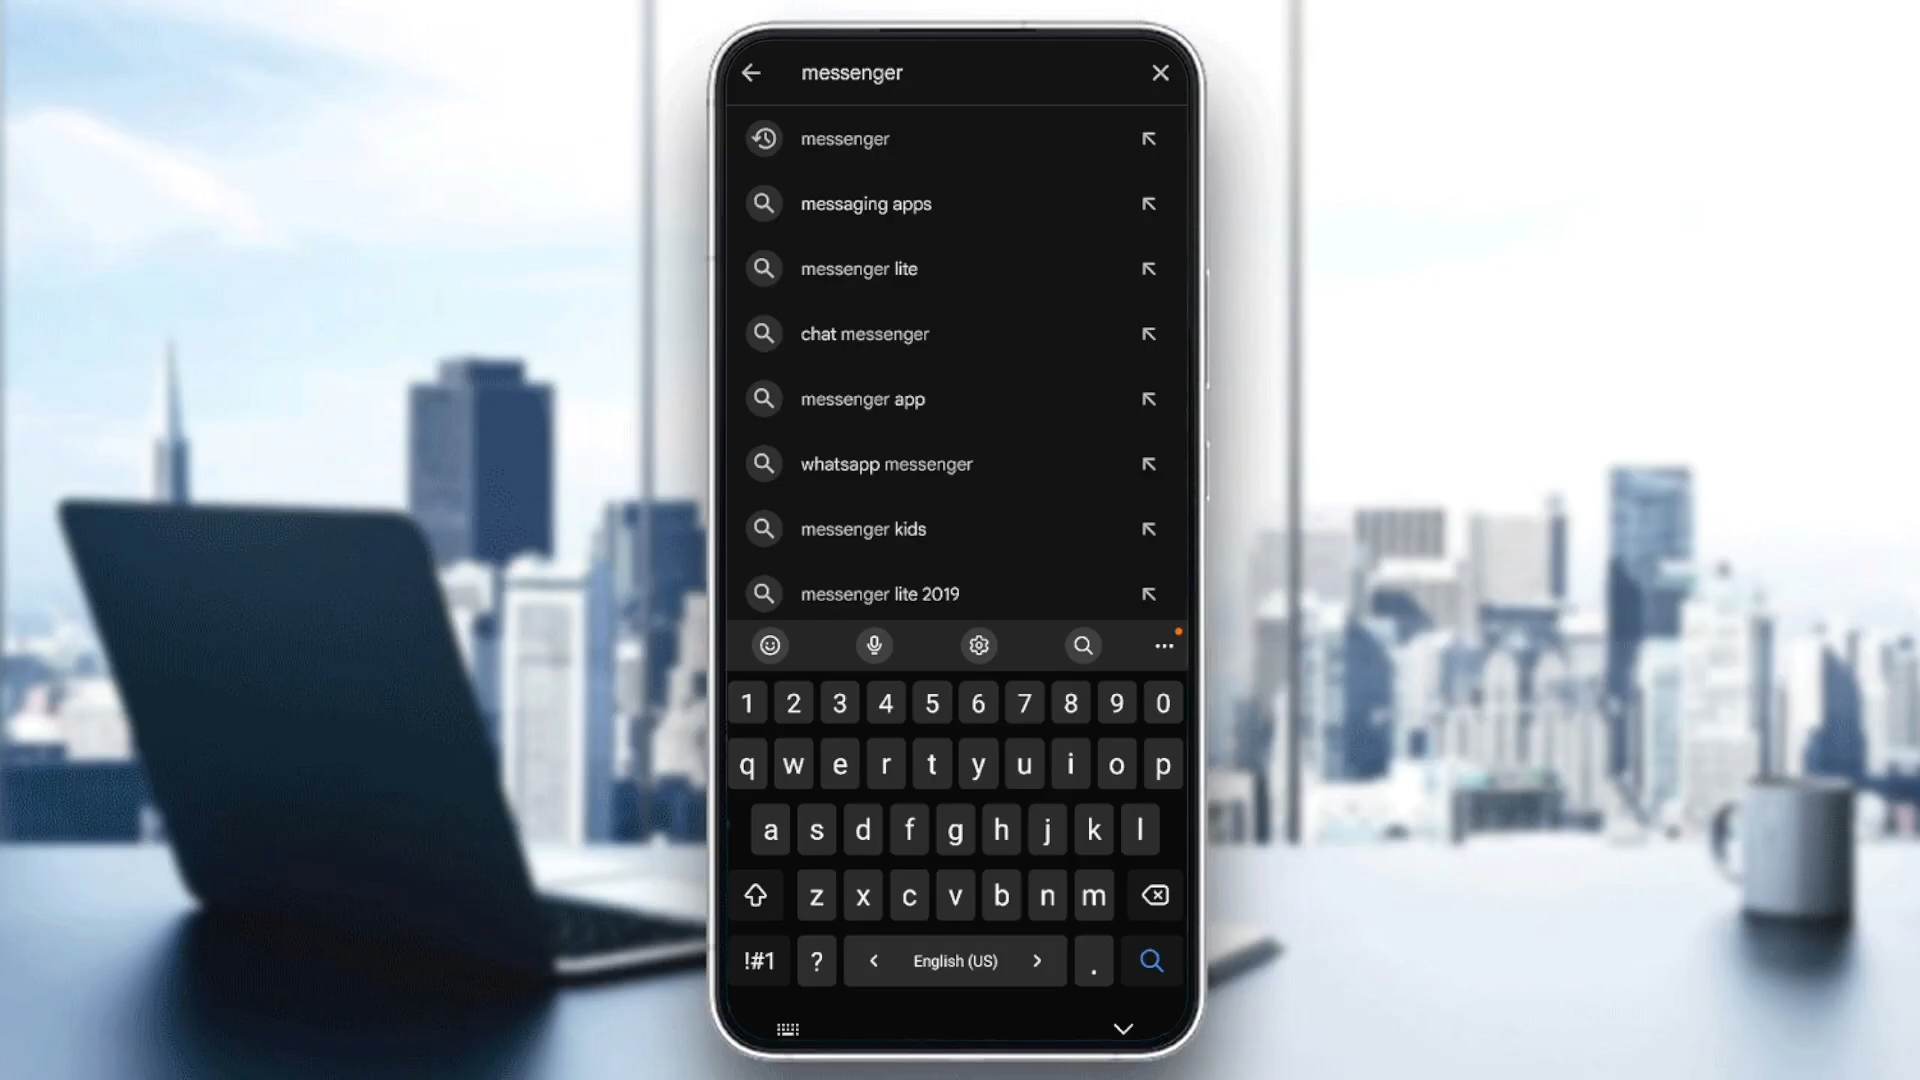 messenger
messenger
messaging apps
messenger lite
chat messenger
messenger app
whatsapp messenger
messenger kids
messenger lite 2019
1 2 3 4 5 6 7 8 9 0
q w e r t y u i o p
a s d f g h j k l
z x c v b n m
!#1 ? < English (US) > .